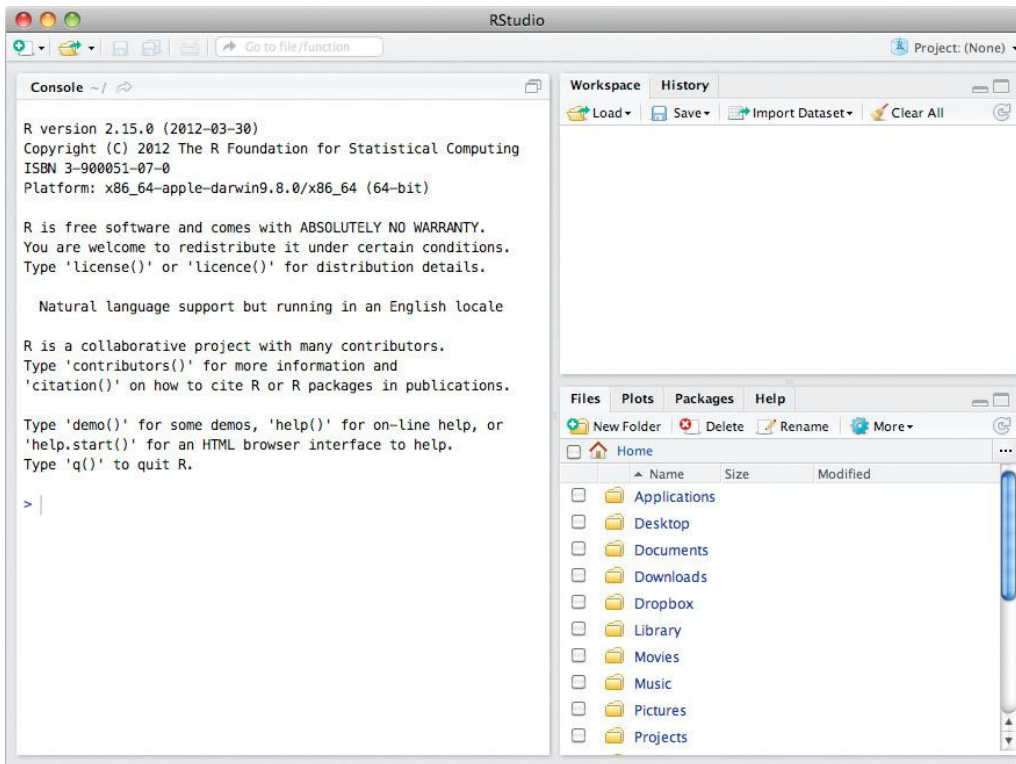 RStudio
Go to file/function
Project: (None)
Console ~/
R version 2.15.0 (2012-03-30)
Copyright (C) 2012 The R Foundation for Statistical Computing
ISBN 3-900051-07-0
Platform: x86_64-apple-darwin9.8.0/x86_64 (64-bit)
R is free software and comes with ABSOLUTELY NO WARRANTY.
You are welcome to redistribute it under certain conditions.
Type 'license()' or 'licence()' for distribution details.
Natural language support but running in an English locale
R is a collaborative project with many contributors.
Type 'contributors()' for more information and
'citation()' on how to cite R or R packages in publications.
Type 'demo()' for some demos, 'help()' for on-line help, or
'help.start()' for an HTML browser interface to help.
Type 'q()' to quit R.
>
Workspace History
Load Save Import Dataset Clear All
Files Plots Packages Help
New Folder Delete Rename More
Home ...
Name Size Modified
Applications
Desktop
Documents
Downloads
Dropbox
Library
Movies
Music
Pictures
Projects